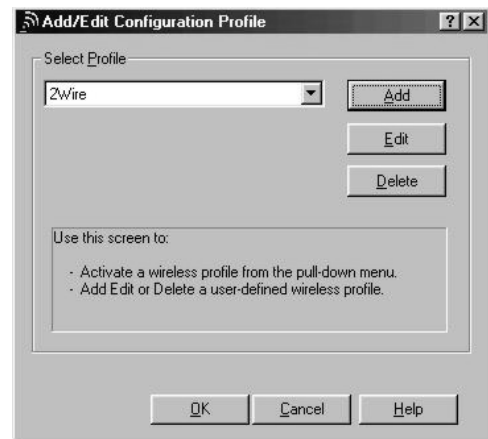 Add/Edit Configuration Profile
Select Profile
2Wire
Add
Edit
Delete
Use this screen to:
· Activate a wireless profile from the pull-down menu.
· Add Edit or Delete a user-defined wireless profile.
OK
Cancel
Help